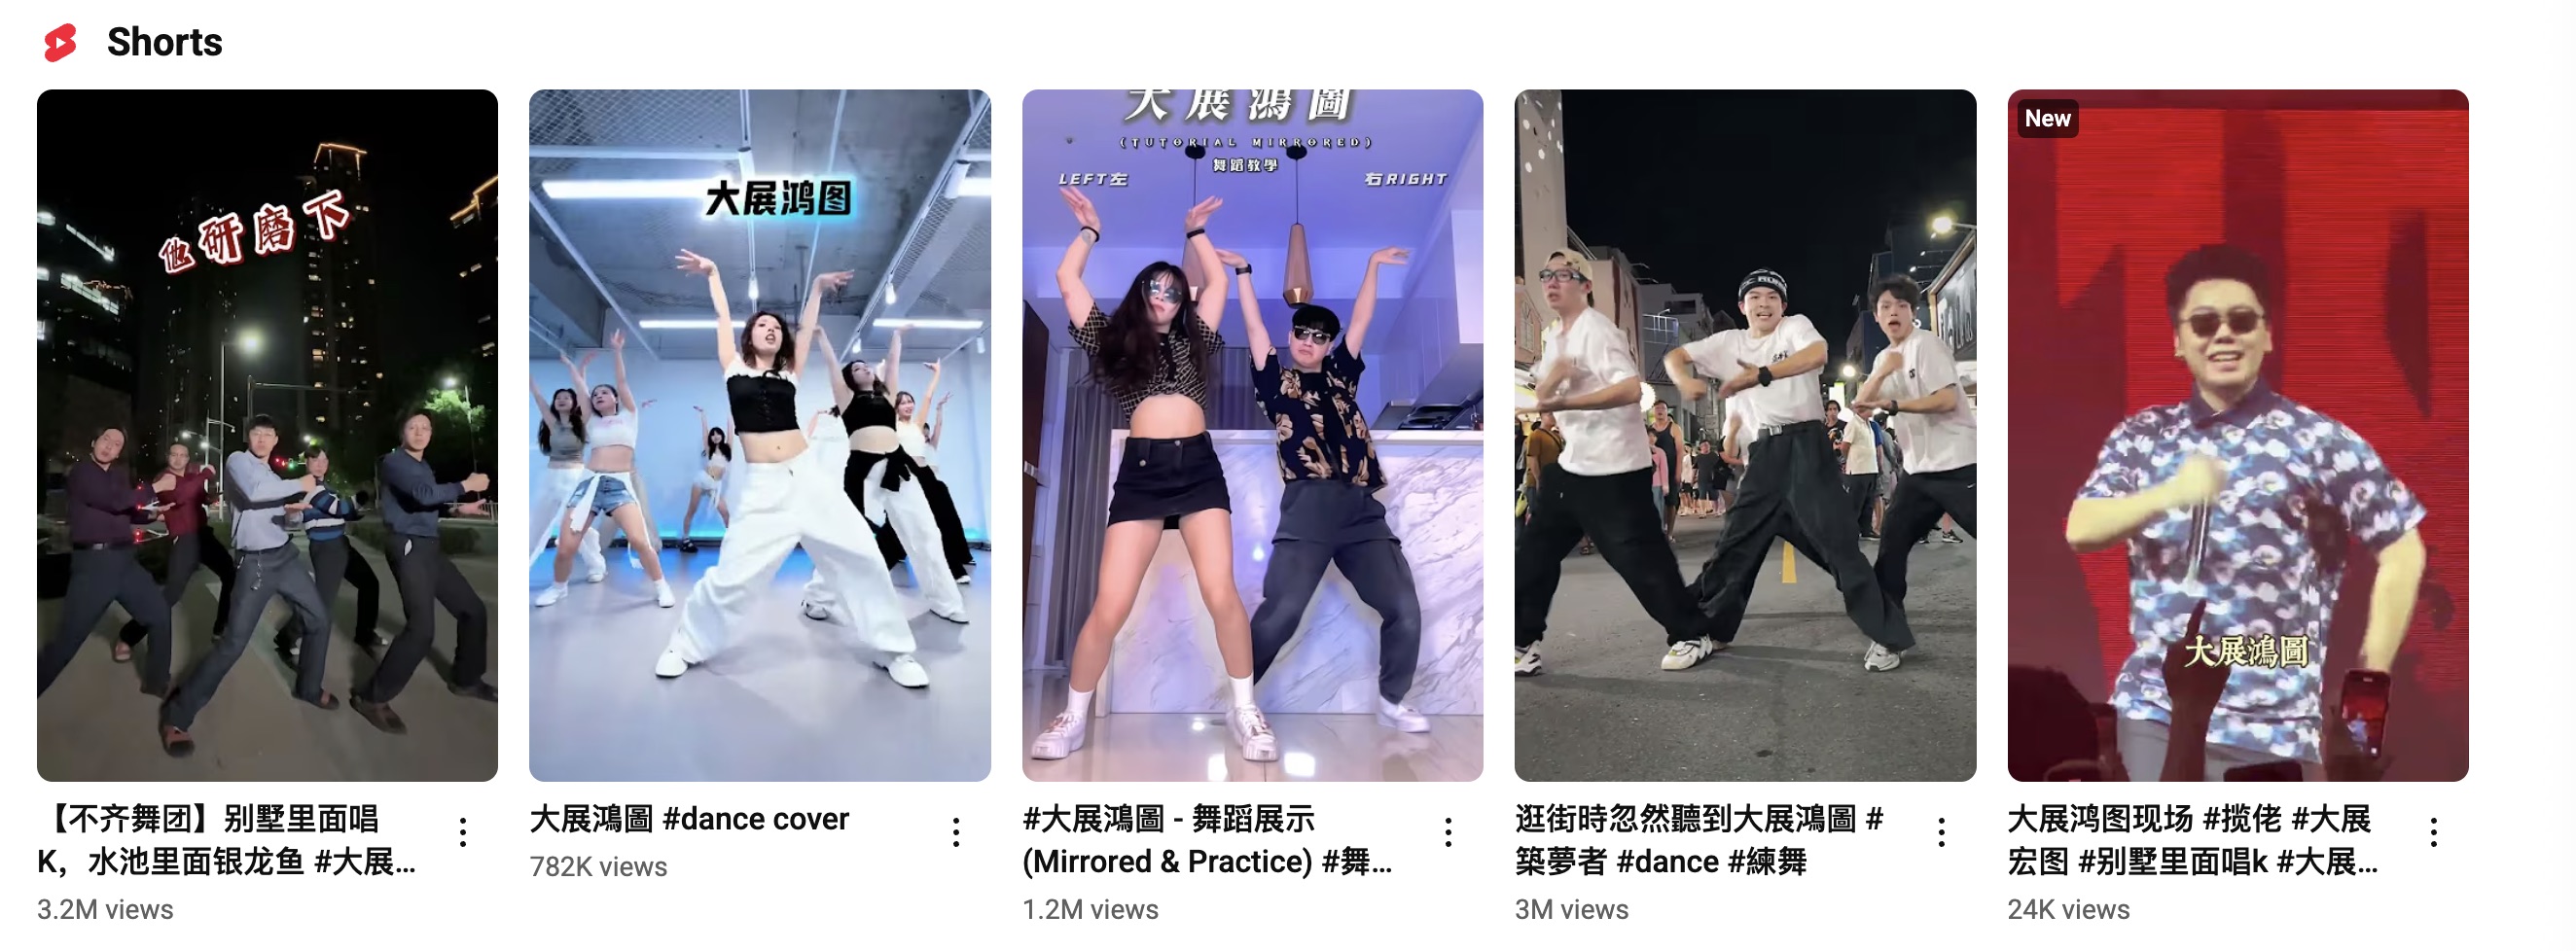 Shorts
他研磨下
【不齐舞团】别墅里面唱
K，水池里面银龙鱼 #大展...
3.2M views
大展鸿图
大展鴻圖 #dance cover
782K views
大展鴻圖
(TUTORIAL MIRRORED)
舞蹈教學
LEFT左
右RIGHT
#大展鴻圖 - 舞蹈展示
(Mirrored & Practice) #舞...
1.2M views
逛街時忽然聽到大展鴻圖 #
築夢者 #dance #練舞
3M views
New
大展鴻圖
大展鸿图现场 #揽佬 #大展
宏图 #别墅里面唱k #大展...
24K views